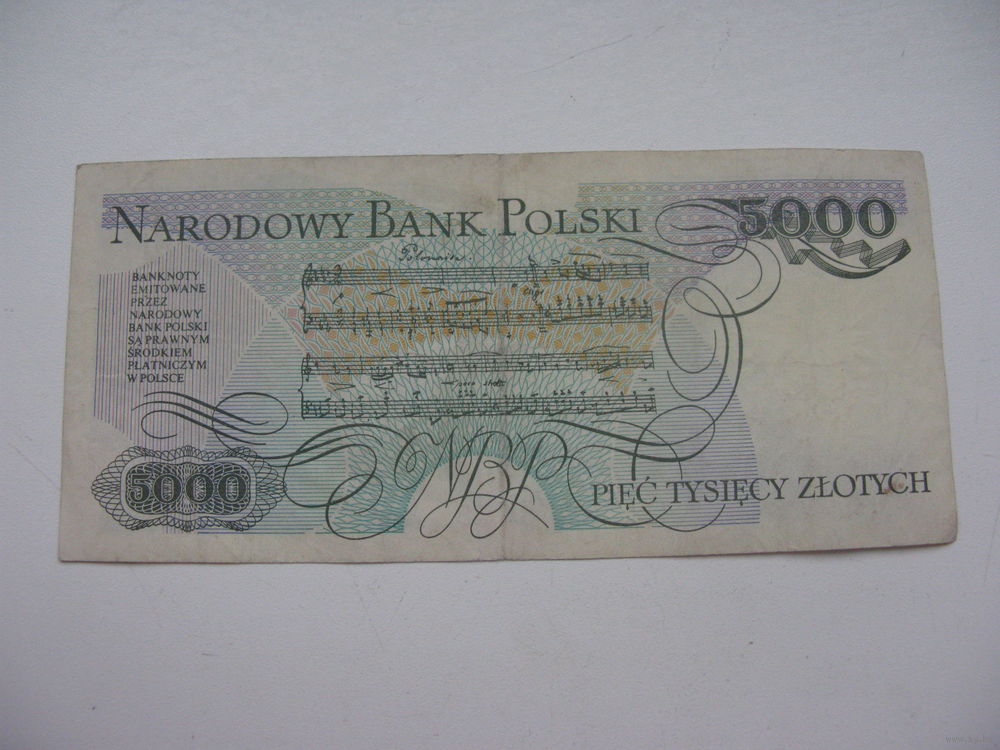 NARODOWY BANK POLSKI
5000
Polonaise.
BANKNOTY
EMITOWANE
PRZEZ
NARODOWY
BANK POLSKI
SĄ PRAWNYM
ŚRODKIEM
PŁATNICZYM
W POLSCE
NBP
5000
PIĘĆ TYSIĘCY ZŁOTYCH